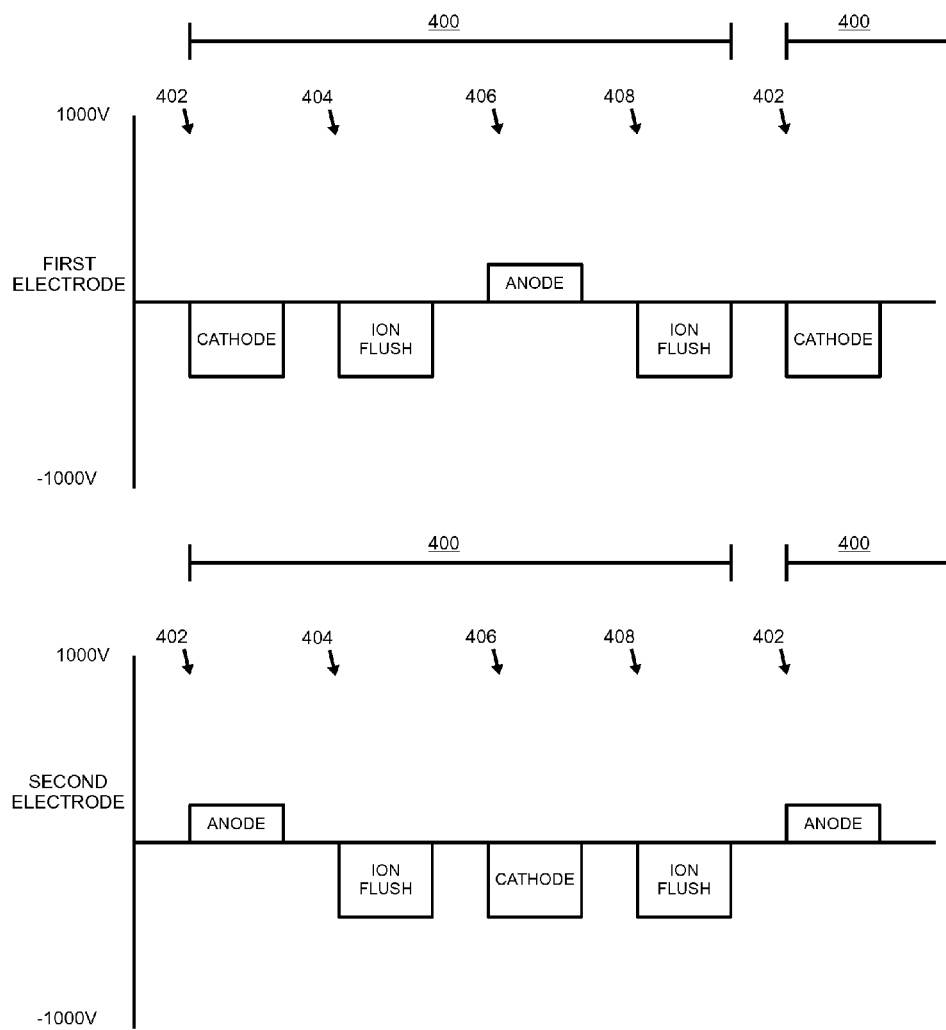 400 400
402 404 406 408 402
1000V
FIRST
ELECTRODE
ANODE
CATHODE
ION
FLUSH
ION
FLUSH
CATHODE
-1000V
400 400
402 404 406 408 402
1000V
SECOND
ELECTRODE
ANODE
ANODE
ION
FLUSH
CATHODE
ION
FLUSH
-1000V